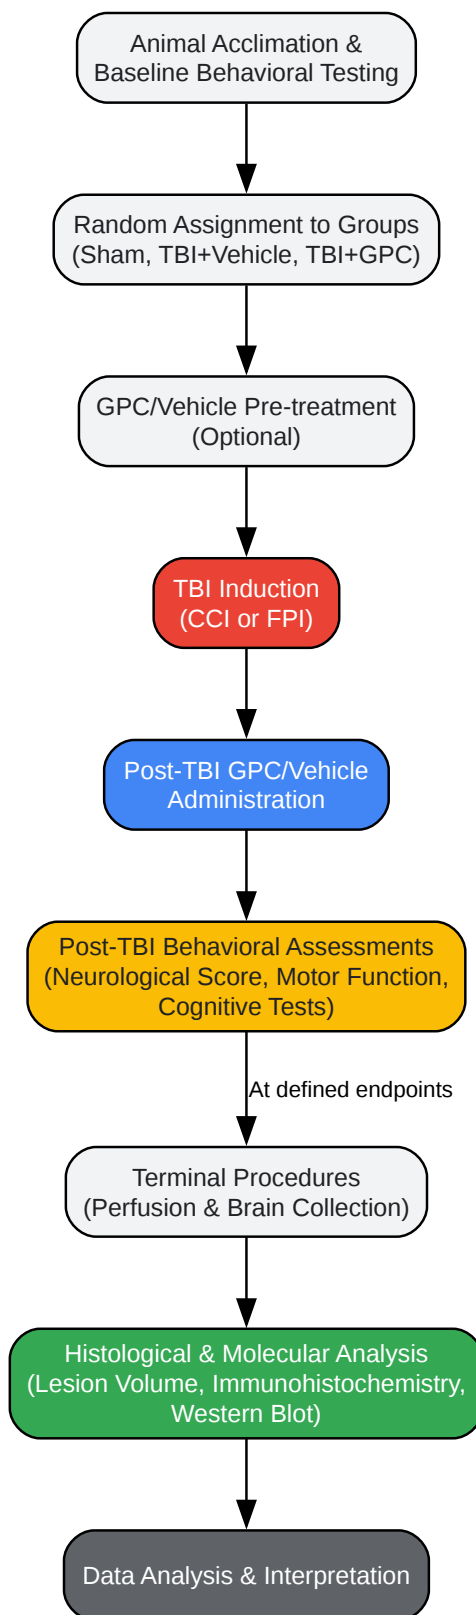 Animal Acclimation &
Baseline Behavioral Testing
Random Assignment to Groups
(Sham, TBI+Vehicle, TBI+GPC)
GPC/Vehicle Pre-treatment
(Optional)
TBI Induction
(CCI or FPI)
Post-TBI GPC/Vehicle
Administration
Post-TBI Behavioral Assessments
(Neurological Score, Motor Function,
Cognitive Tests)
At defined endpoints
Terminal Procedures
(Perfusion & Brain Collection)
Histological & Molecular Analysis
(Lesion Volume, Immunohistochemistry,
Western Blot)
Data Analysis & Interpretation